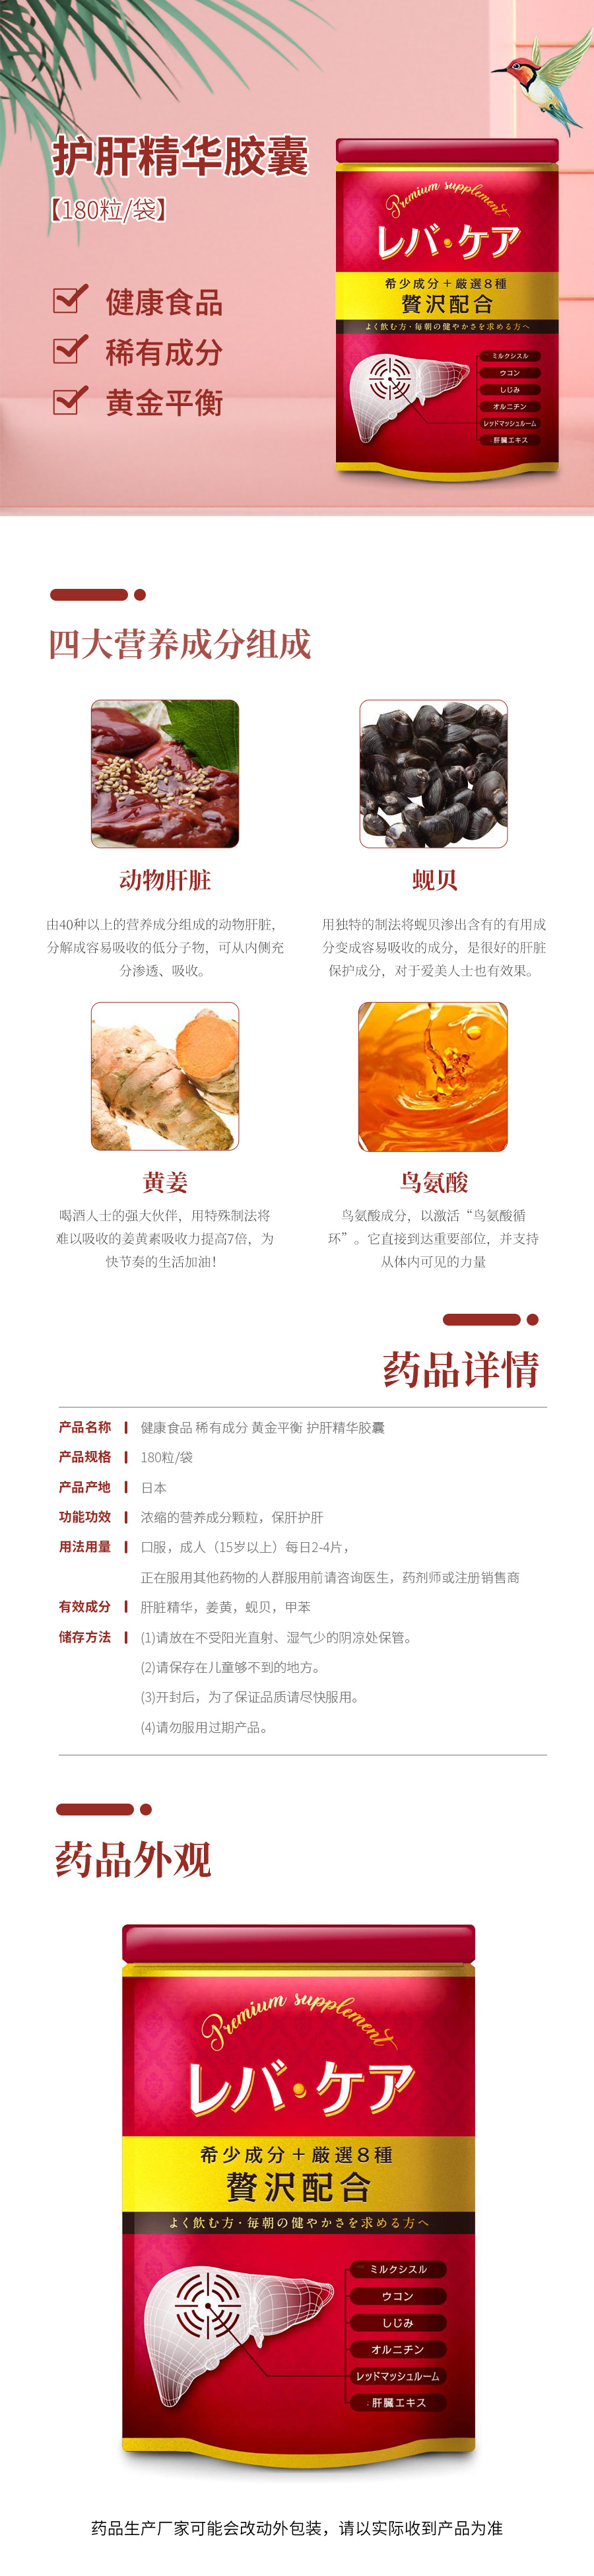 护肝精华胶囊
【180粒/袋】
健康食品
稀有成分
黄金平衡
Premium supplement
レバ・ケア
希少成分+厳選8種
贅沢配合
よく飲む方・毎朝の健やかさを求める方へ
ミルクシスル
ウコン
しじみ
オルニチン
レッドマッシュルーム
肝臓エキス
四大营养成分组成
动物肝脏
由40种以上的营养成分组成的动物肝脏,
分解成容易吸收的低分子物，可从内侧充
分渗透、吸收。
蚬贝
用独特的制法将蚬贝渗出含有的有用成
分变成容易吸收的成分，是很好的肝脏
保护成分，对于爱美人士也有效果。
黄姜
喝酒人士的强大伙伴，用特殊制法将
难以吸收的姜黄素吸收力提高7倍，为
快节奏的生活加油！
鸟氨酸
鸟氨酸成分，以激活“鸟氨酸循
环”。它直接到达重要部位，并支持
从体内可见的力量
药品详情
产品名称 健康食品 稀有成分 黄金平衡 护肝精华胶囊
产品规格 180粒/袋
产品产地 日本
功能功效 浓缩的营养成分颗粒，保肝护肝
用法用量 口服，成人（15岁以上）每日2-4片，
正在服用其他药物的人群服用前请咨询医生，药剂师或注册销售商
有效成分 肝脏精华，姜黄，蚬贝，甲苯
储存方法 (1)请放在不受阳光直射、湿气少的阴凉处保管。
(2)请保存在儿童够不到的地方。
(3)开封后，为了保证品质请尽快服用。
(4)请勿服用过期产品。
药品外观
Premium supplement
レバ・ケア
希少成分+厳選8種
贅沢配合
よく飲む方・毎朝の健やかさを求める方へ
ミルクシスル
ウコン
しじみ
オルニチン
レッドマッシュルーム
肝臓エキス
药品生产厂家可能会改动外包装，请以实际收到产品为准